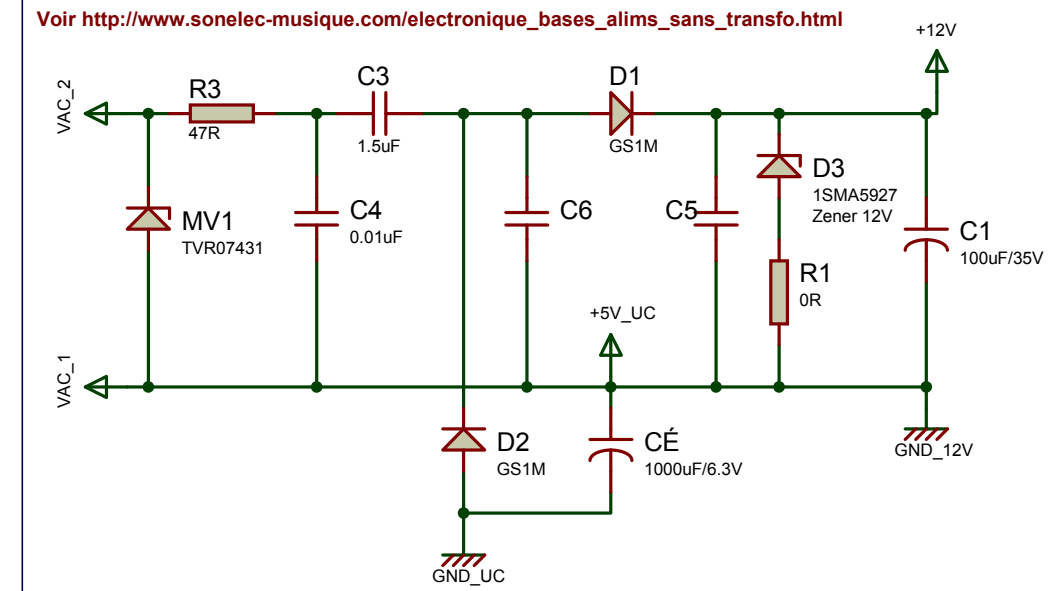 Voir http://www.sonelec-musique.com/electronique_bases_alims_sans_transfo.html
+12V
VAC_2
R3
47R
C3
1.5uF
D1
GS1M
MV1
TVR07431
C4
0.01uF
C6
C5
D3
1SMA5927
Zener 12V
R1
0R
C1
100uF/35V
+5V_UC
VAC_1
D2
GS1M
CÉ
1000uF/6.3V
GND_12V
GND_UC